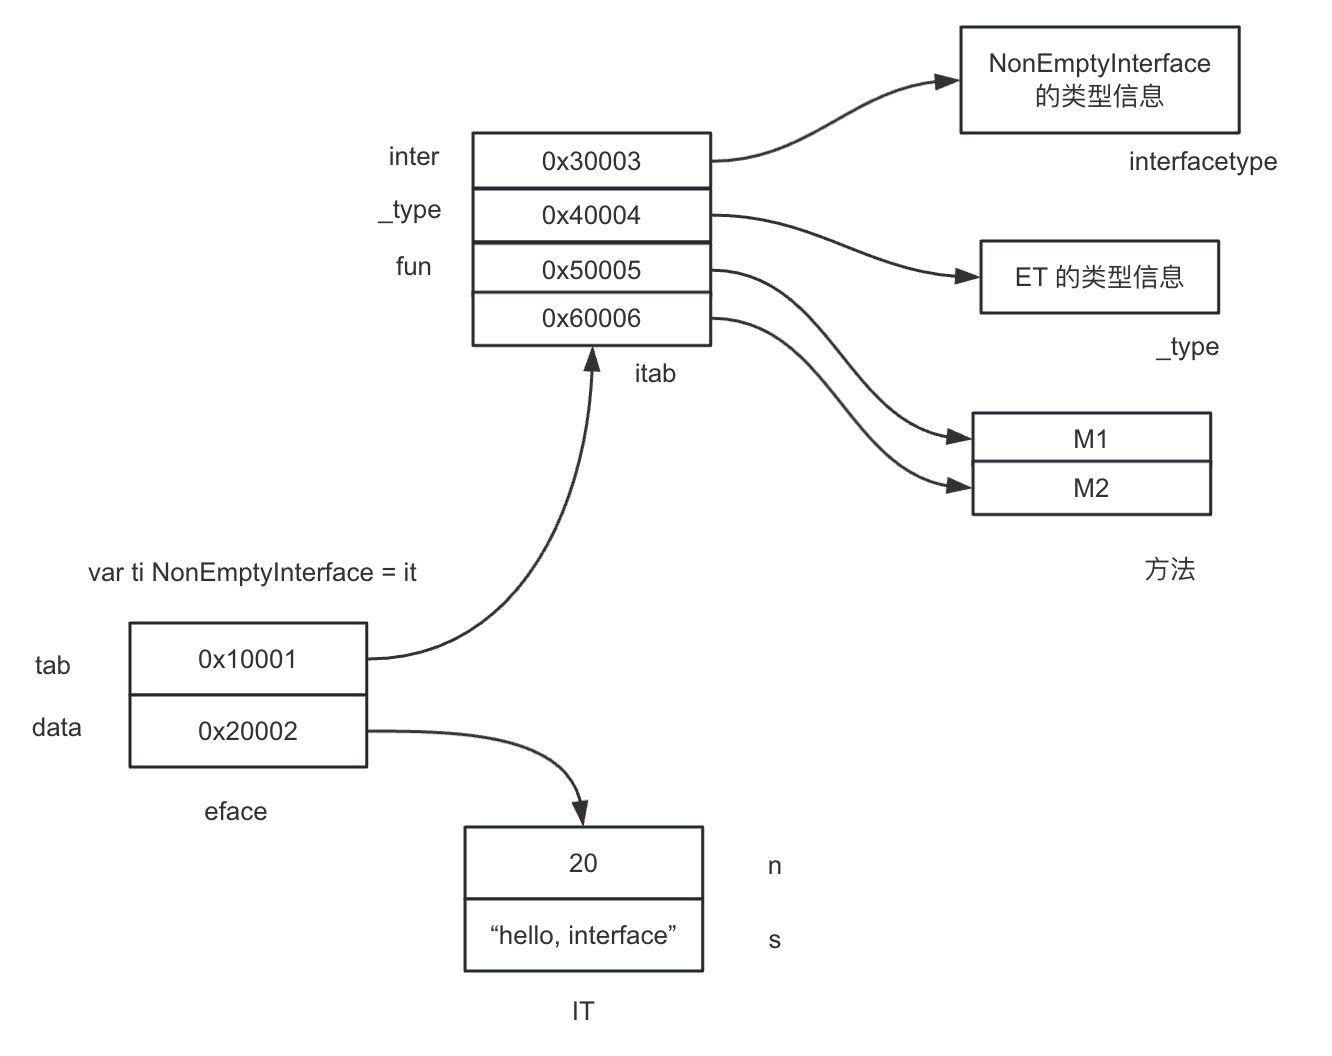 NonEmptyInterface
的类型信息
interfacetype
inter
0x30003
_type
0x40004
fun
0x50005
0x60006
itab
ET 的类型信息
_type
M1
M2
方法
var ti NonEmptyInterface = it
tab
0x10001
data
0x20002
eface
20
n
“hello, interface”
s
IT